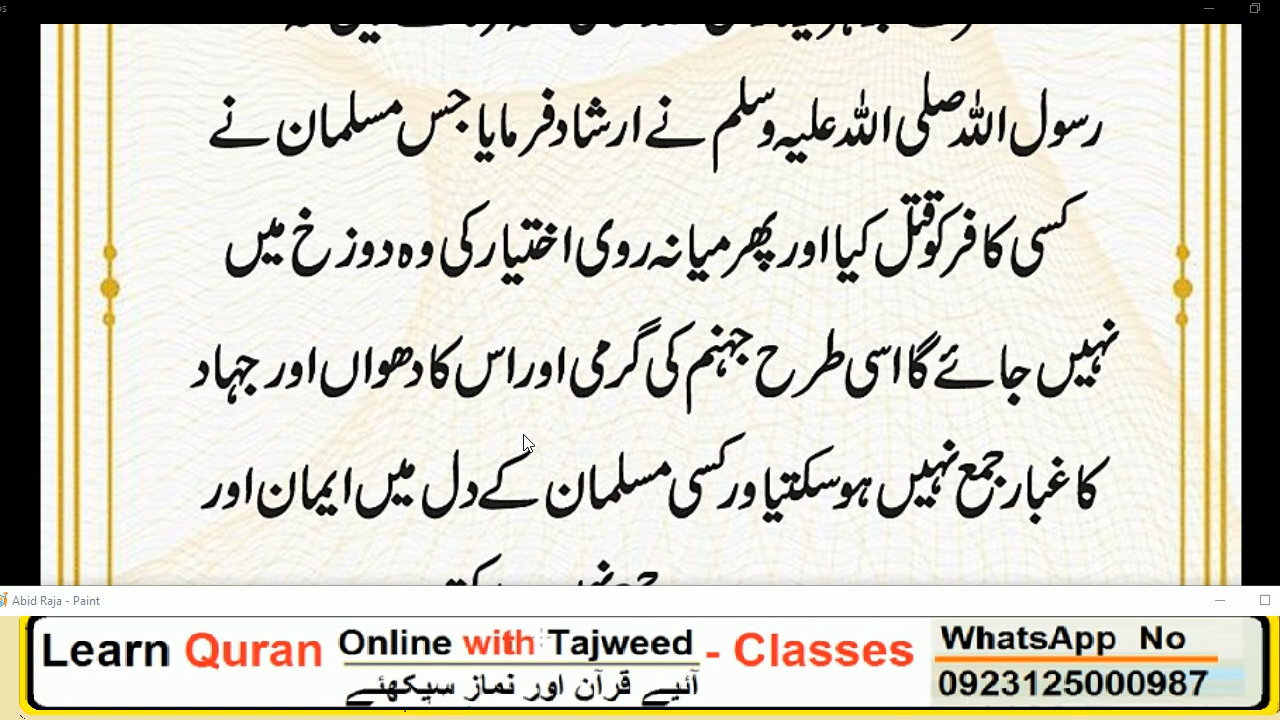 رسول اللہ صلی اللہ علیہ وسلم نے ارشاد فرمایا جس مسلمان نے
کسی کافر کو قتل کیا اور پھر میانہ روی اختیار کی وہ دوزخ میں
نہیں جائے گا اسی طرح جہنم کی گرمی اور اس کا دھواں اور جہاد
کا غبار جمع نہیں ہو سکتیا ور کسی مسلمان کے دل میں ایمان اور
Abid Raja - Paint
Learn Quran Online with Tajweed - Classes
آئیے قرآن اور نماز سیکھئے
WhatsApp No
0923125000987